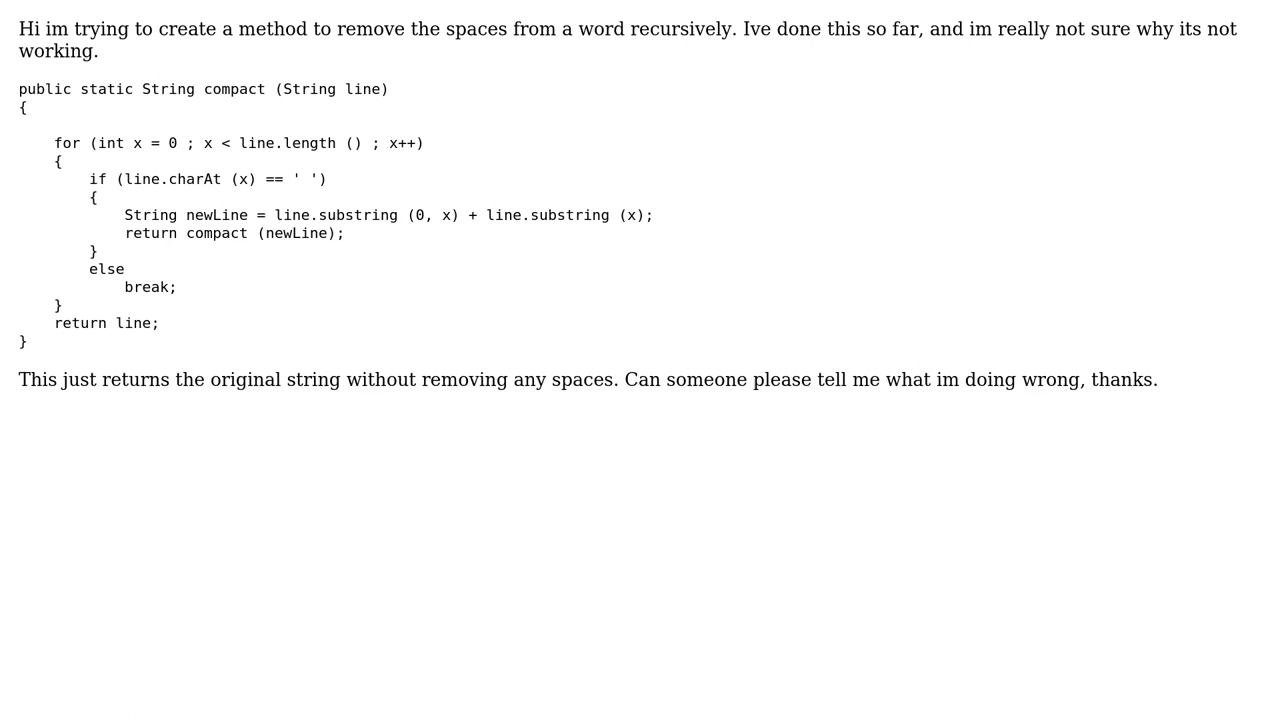 Hi im trying to create a method to remove the spaces from a word recursively. Ive done this so far, and im really not sure why its not
working.
public static String compact (String line)
{
for (int x = 0 ; x < line.length () ; x++)
{
if (line.charAt (x) == ' ')
{
String newLine = line.substring (0, x) + line.substring (x);
return compact (newLine);
}
else
break;
}
return line;
}
This just returns the original string without removing any spaces. Can someone please tell me what im doing wrong, thanks.